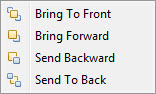 Bring To Front
Bring Forward
Send Backward
Send To Back